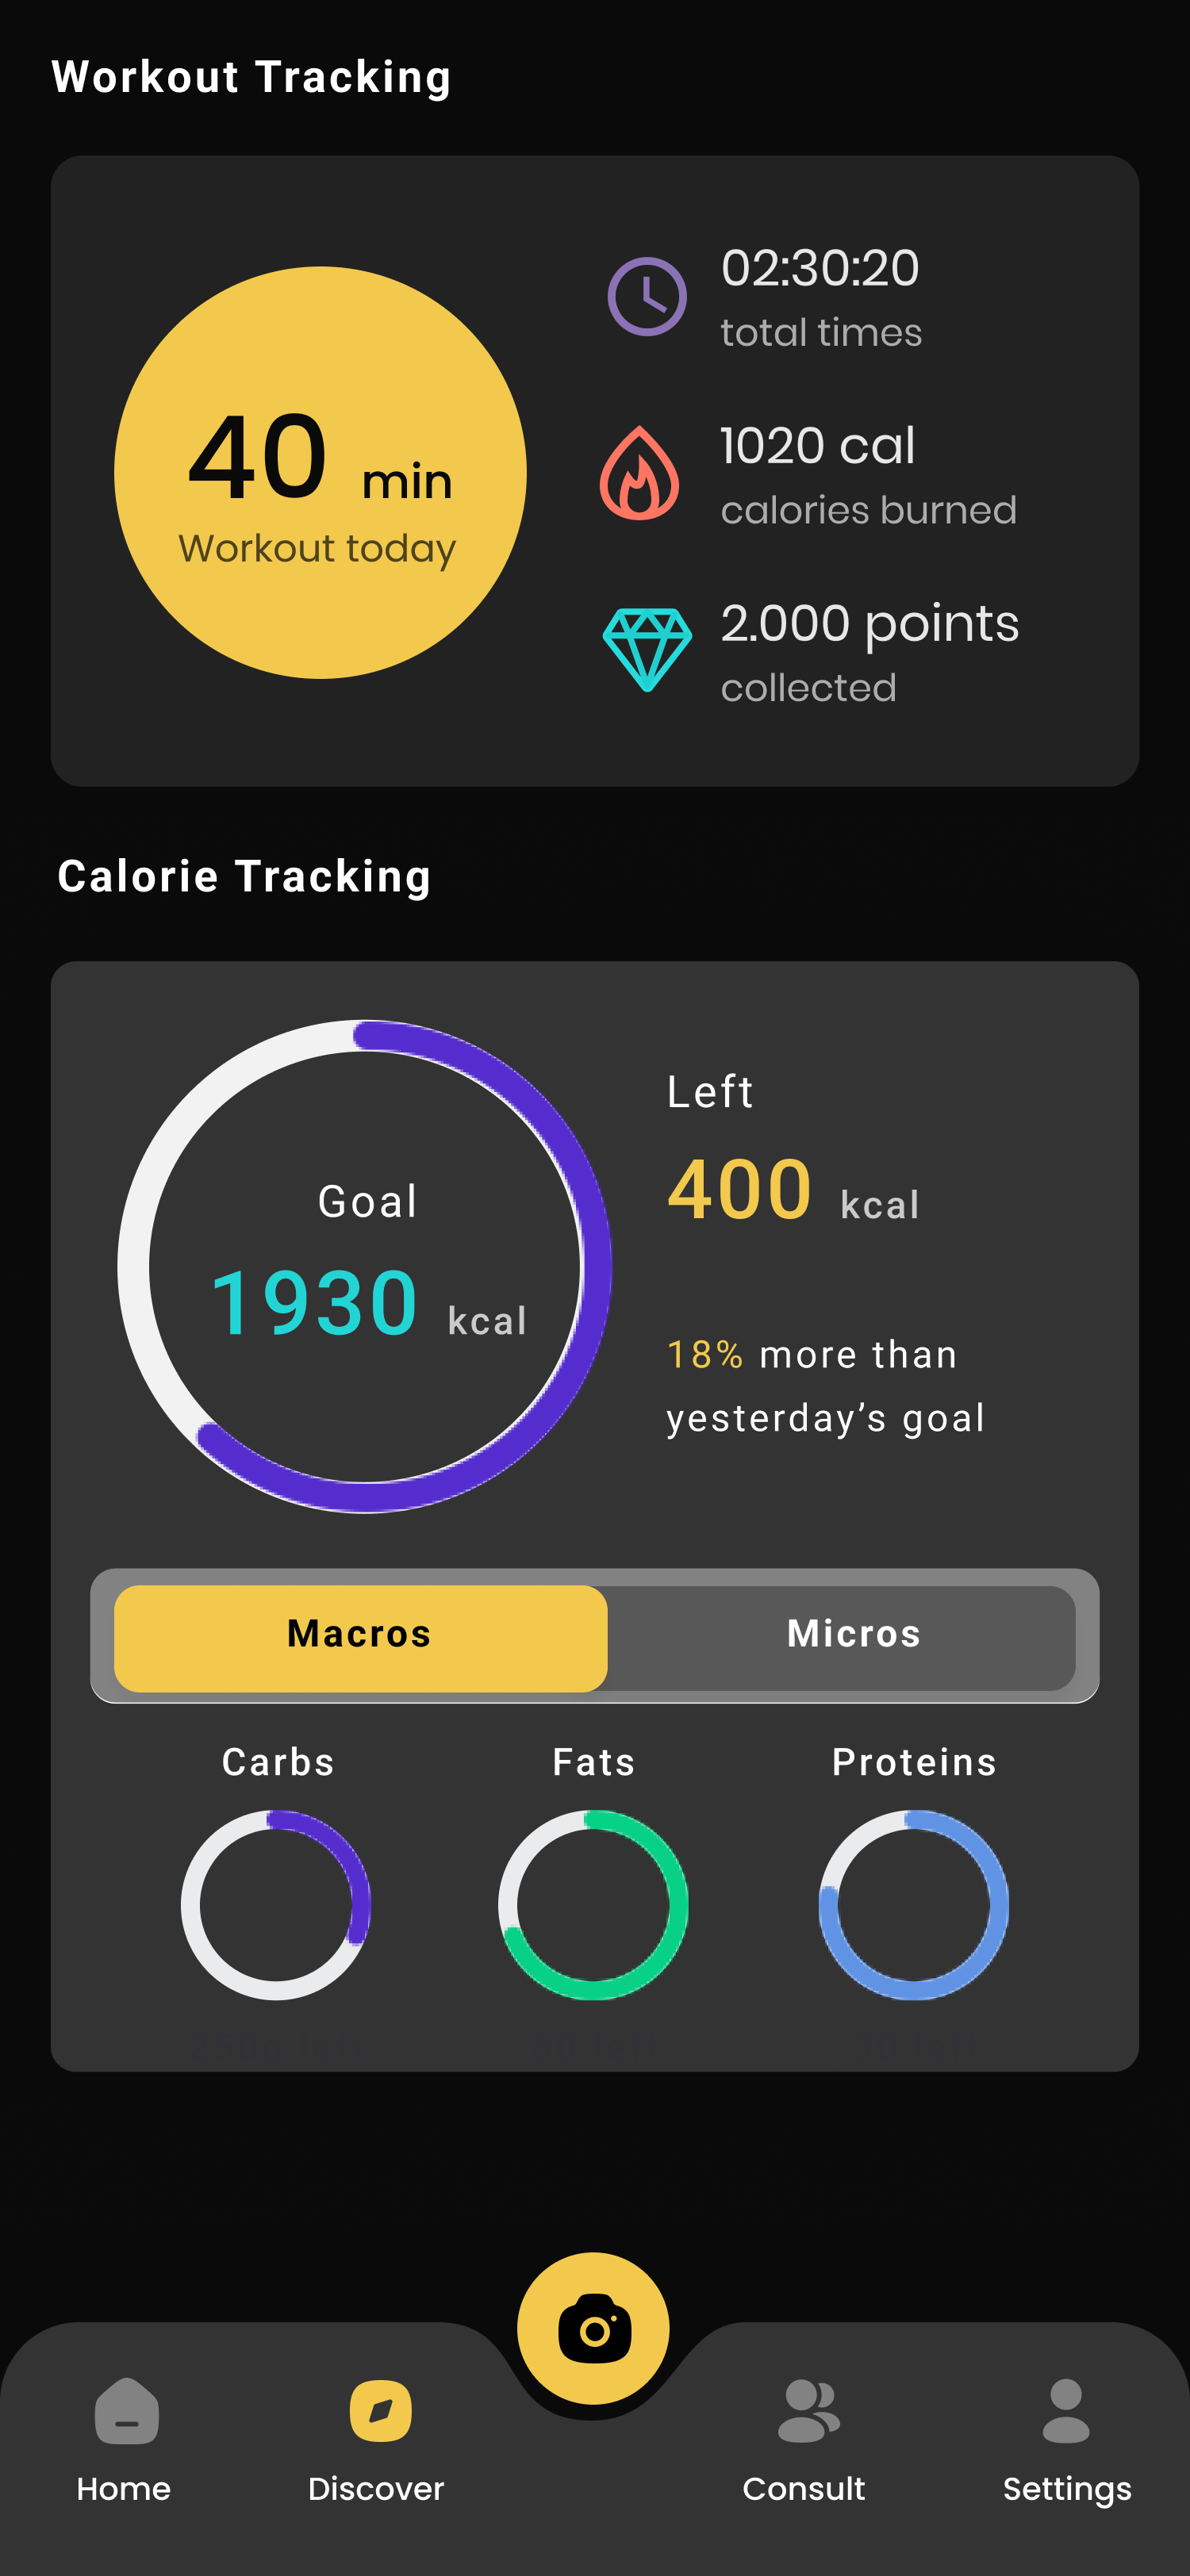 Workout Tracking
40 min
Workout today
02:30:20
total times
1020 cal
calories burned
2.000 points
collected
Calorie Tracking
Goal
1930 kcal
Left
400 kcal
18% more than
yesterday’s goal
Macros
Micros
Carbs
Fats
Proteins
Home
Discover
Consult
Settings